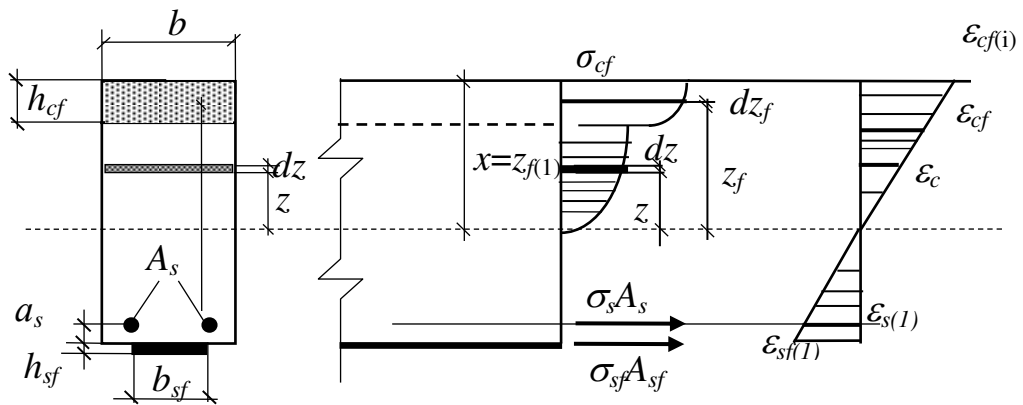 b
h_cf
dz
z
A_s
a_s
h_sf
b_sf
σ_cf
x=z_f(1)
dz
z
dz_f
z_f
σ_sA_s
σ_sfA_sf
ε_cf(i)
ε_cf
ε_c
ε_s(1)
ε_sf(1)